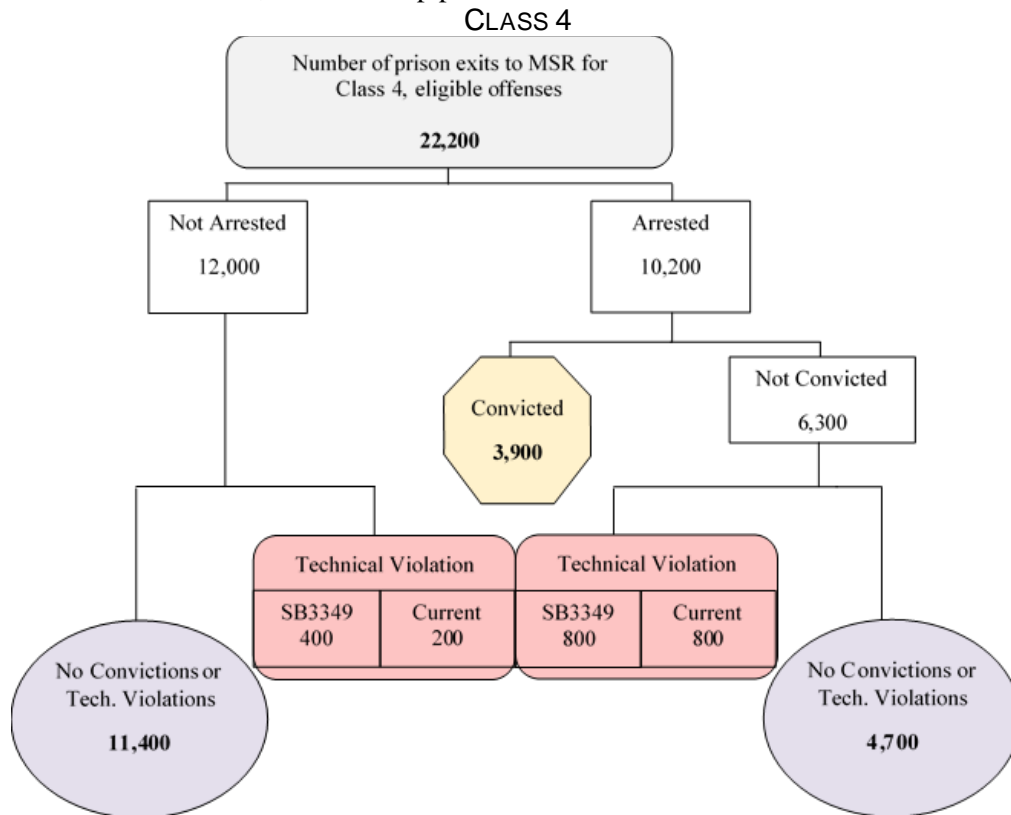 CLASS 4
Number of prison exits to MSR for
Class 4, eligible offenses
22,200
Not Arrested
12,000
Arrested
10,200
Convicted
3,900
Not Convicted
6,300
Technical Violation
SB3349
400
Current
200
Technical Violation
SB3349
800
Current
800
No Convictions or
Tech. Violations
11,400
No Convictions or
Tech. Violations
4,700